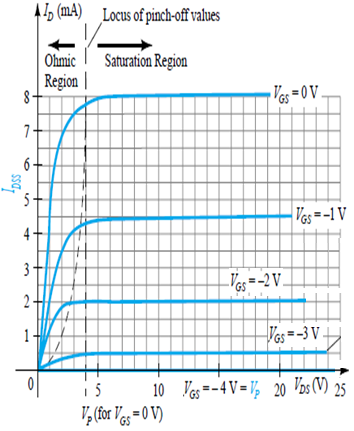 I_D (mA)
Locus of pinch-off values
Ohmic Region
Saturation Region
8
V_GS = 0 V
7
6
I_DSS
5
V_GS = –1 V
4
3
V_GS = –2 V
2
V_GS = –3 V
1
0
5
10
V_GS = – 4 V = V_P
20
V_DS (V)
25
V_P (for V_GS = 0 V)